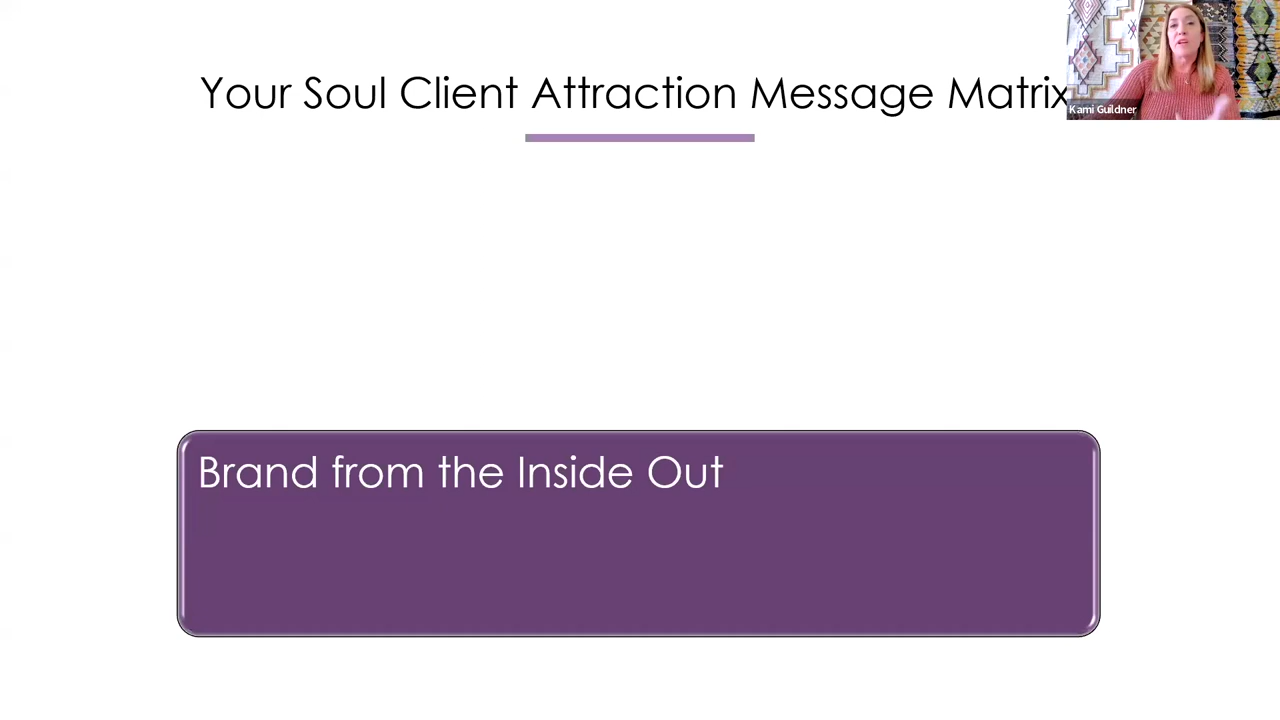 Your Soul Client Attraction Message Matrix
Kami Guildner
Brand from the Inside Out